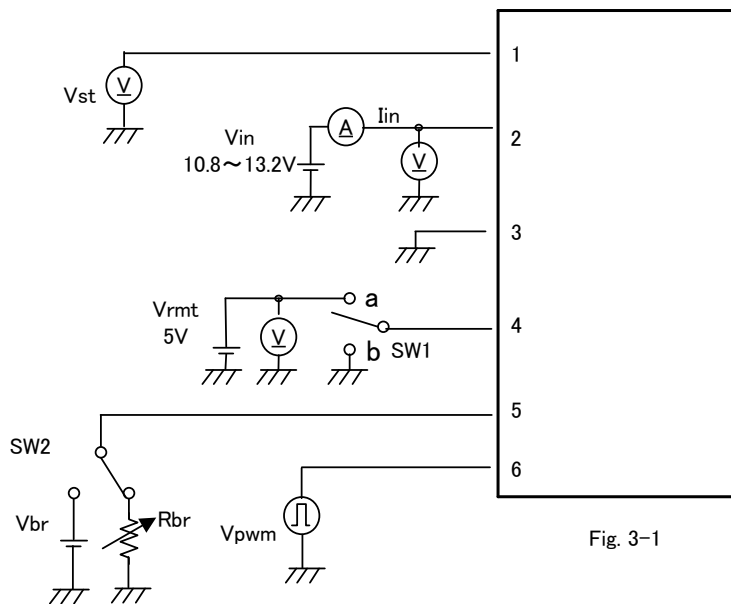 1
V
Vst
A
Iin
Vin
10.8～13.2V
V
2
3
Vrmt
5V
V
a
b
SW1
4
5
SW2
6
Vbr
Rbr
Vpwm
Fig. 3-1